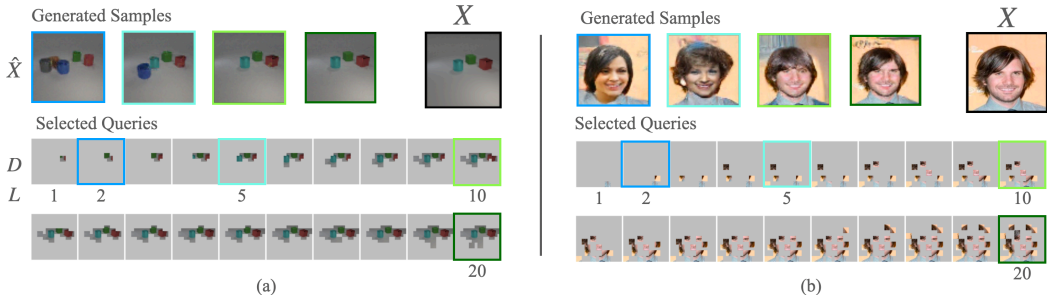 Generated Samples
X
X̂
Selected Queries
D
L
1
2
5
10
20
(a)
Generated Samples
X
Selected Queries
1
2
5
10
20
(b)